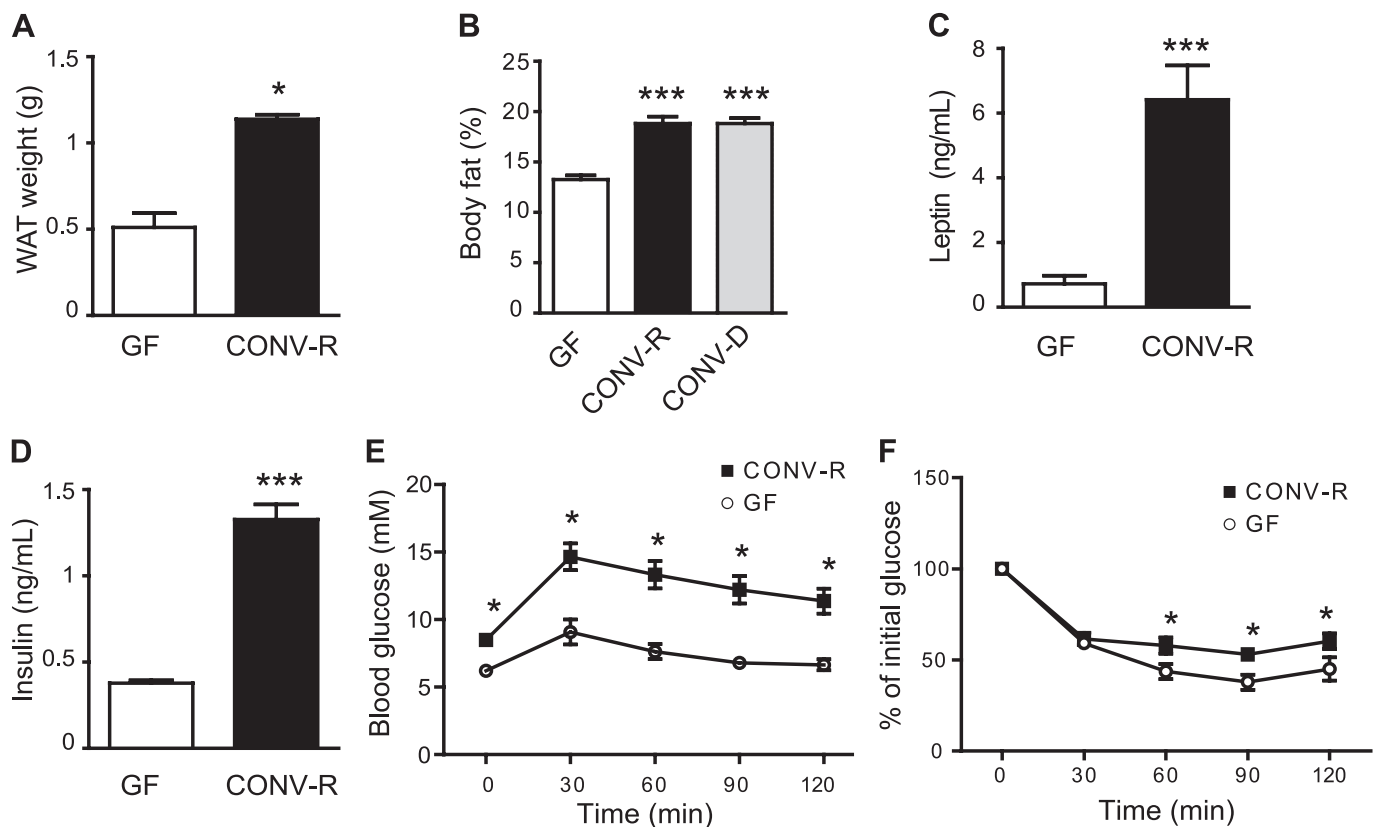 A
WAT weight (g)
1.5
1
0.5
0
*
GF CONV-R
B
Body fat (%)
25
20
15
10
5
0
*** ***
GF CONV-R CONV-D
C
Leptin (ng/mL)
8
6
4
2
0
***
GF CONV-R
D
Insulin (ng/mL)
1.5
1
0.5
0
***
GF CONV-R
E
Blood glucose (mM)
20
15
10
5
0
CONV-R
GF
* * * * *
0 30 60 90 120
Time (min)
F
% of initial glucose
150
100
50
0
CONV-R
GF
* * *
0 30 60 90 120
Time (min)